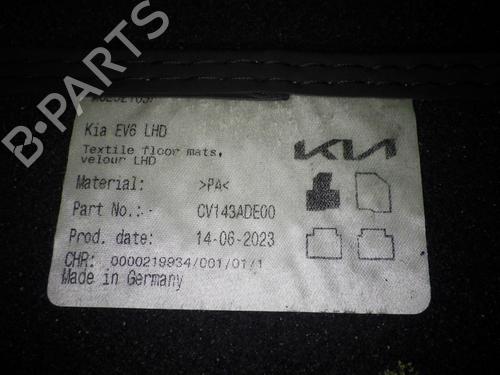 Kia EV6 LHD
Textile floor mats,
velour LHD
KIA
Material: >PA<
Part No.: CV143ADE00
Prod. date: 14-06-2023
CHR: 0000219934/001/01/1
Made in Germany
B-PARTS